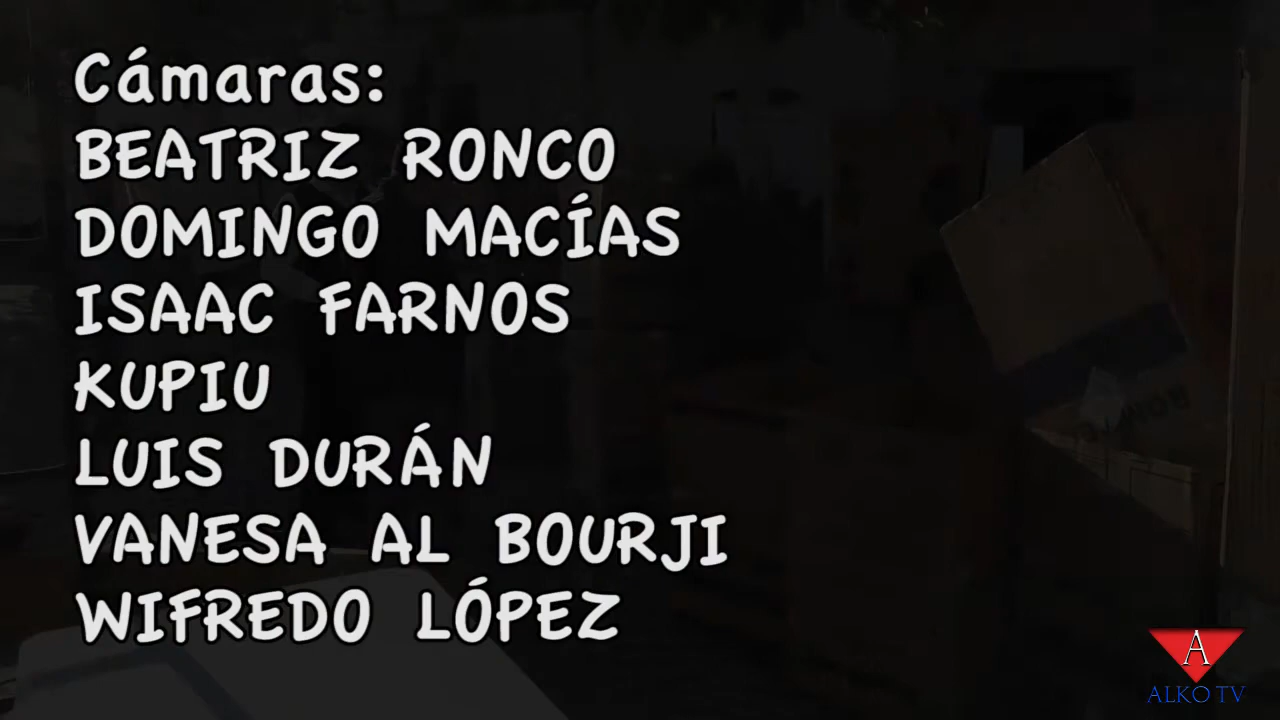 Cámaras:
BEATRIZ RONCO
DOMINGO MACÍAS
ISAAC FARNOS
KUPIU
LUIS DURÁN
VANESA AL BOURJI
WIFREDO LÓPEZ
A
ALKO TV